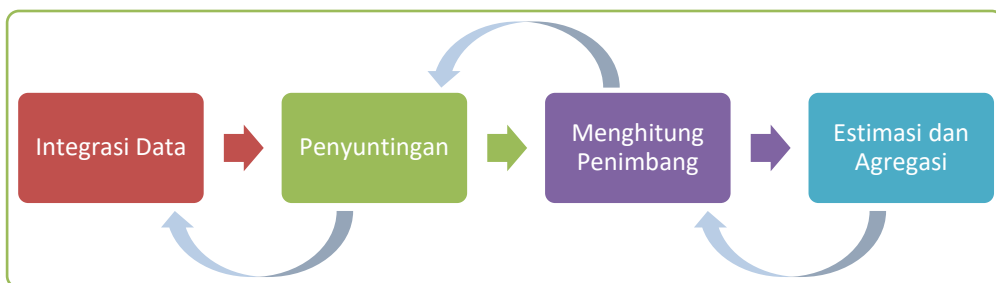 Integrasi Data
Penyuntingan
Menghitung
Penimbang
Estimasi dan
Agregasi